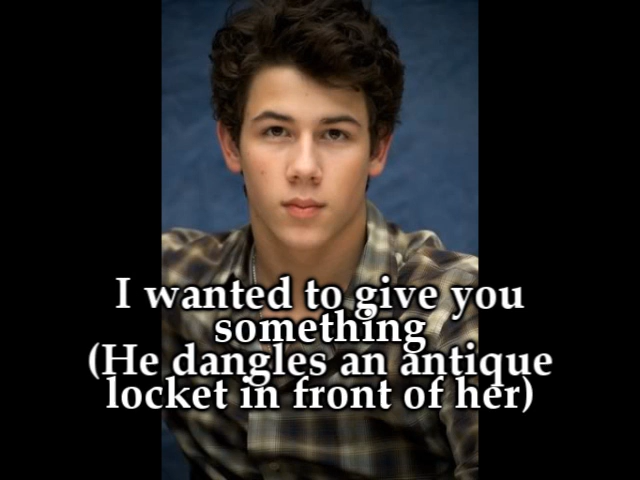 I wanted to give you
something
(He dangles an antique
locket in front of her)